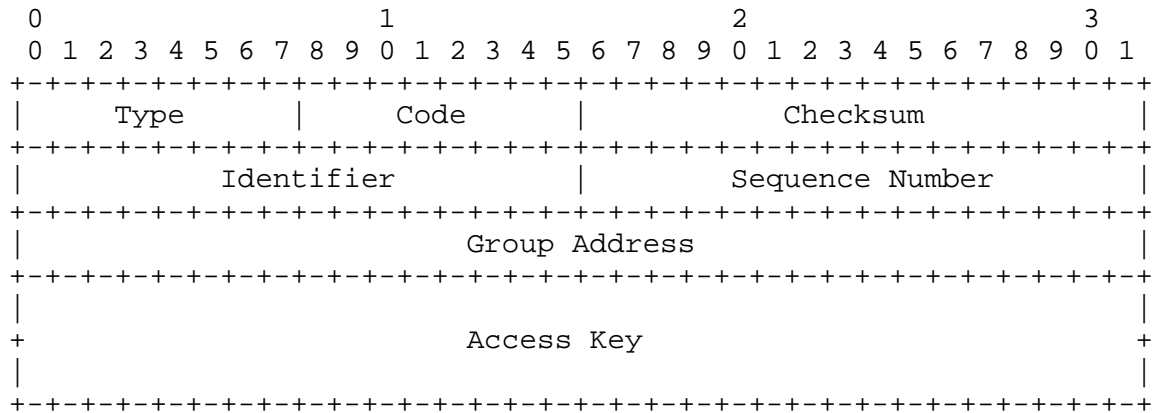 0                   1                   2                   3
 0 1 2 3 4 5 6 7 8 9 0 1 2 3 4 5 6 7 8 9 0 1 2 3 4 5 6 7 8 9 0 1
+-+-+-+-+-+-+-+-+-+-+-+-+-+-+-+-+-+-+-+-+-+-+-+-+-+-+-+-+-+-+-+-+
|     Type      |     Code      |           Checksum            |
+-+-+-+-+-+-+-+-+-+-+-+-+-+-+-+-+-+-+-+-+-+-+-+-+-+-+-+-+-+-+-+-+
|           Identifier          |        Sequence Number        |
+-+-+-+-+-+-+-+-+-+-+-+-+-+-+-+-+-+-+-+-+-+-+-+-+-+-+-+-+-+-+-+-+
|                         Group Address                         |
+-+-+-+-+-+-+-+-+-+-+-+-+-+-+-+-+-+-+-+-+-+-+-+-+-+-+-+-+-+-+-+-+
|                                                               |
+                         Access Key                            +
|                                                               |
+-+-+-+-+-+-+-+-+-+-+-+-+-+-+-+-+-+-+-+-+-+-+-+-+-+-+-+-+-+-+-+-+